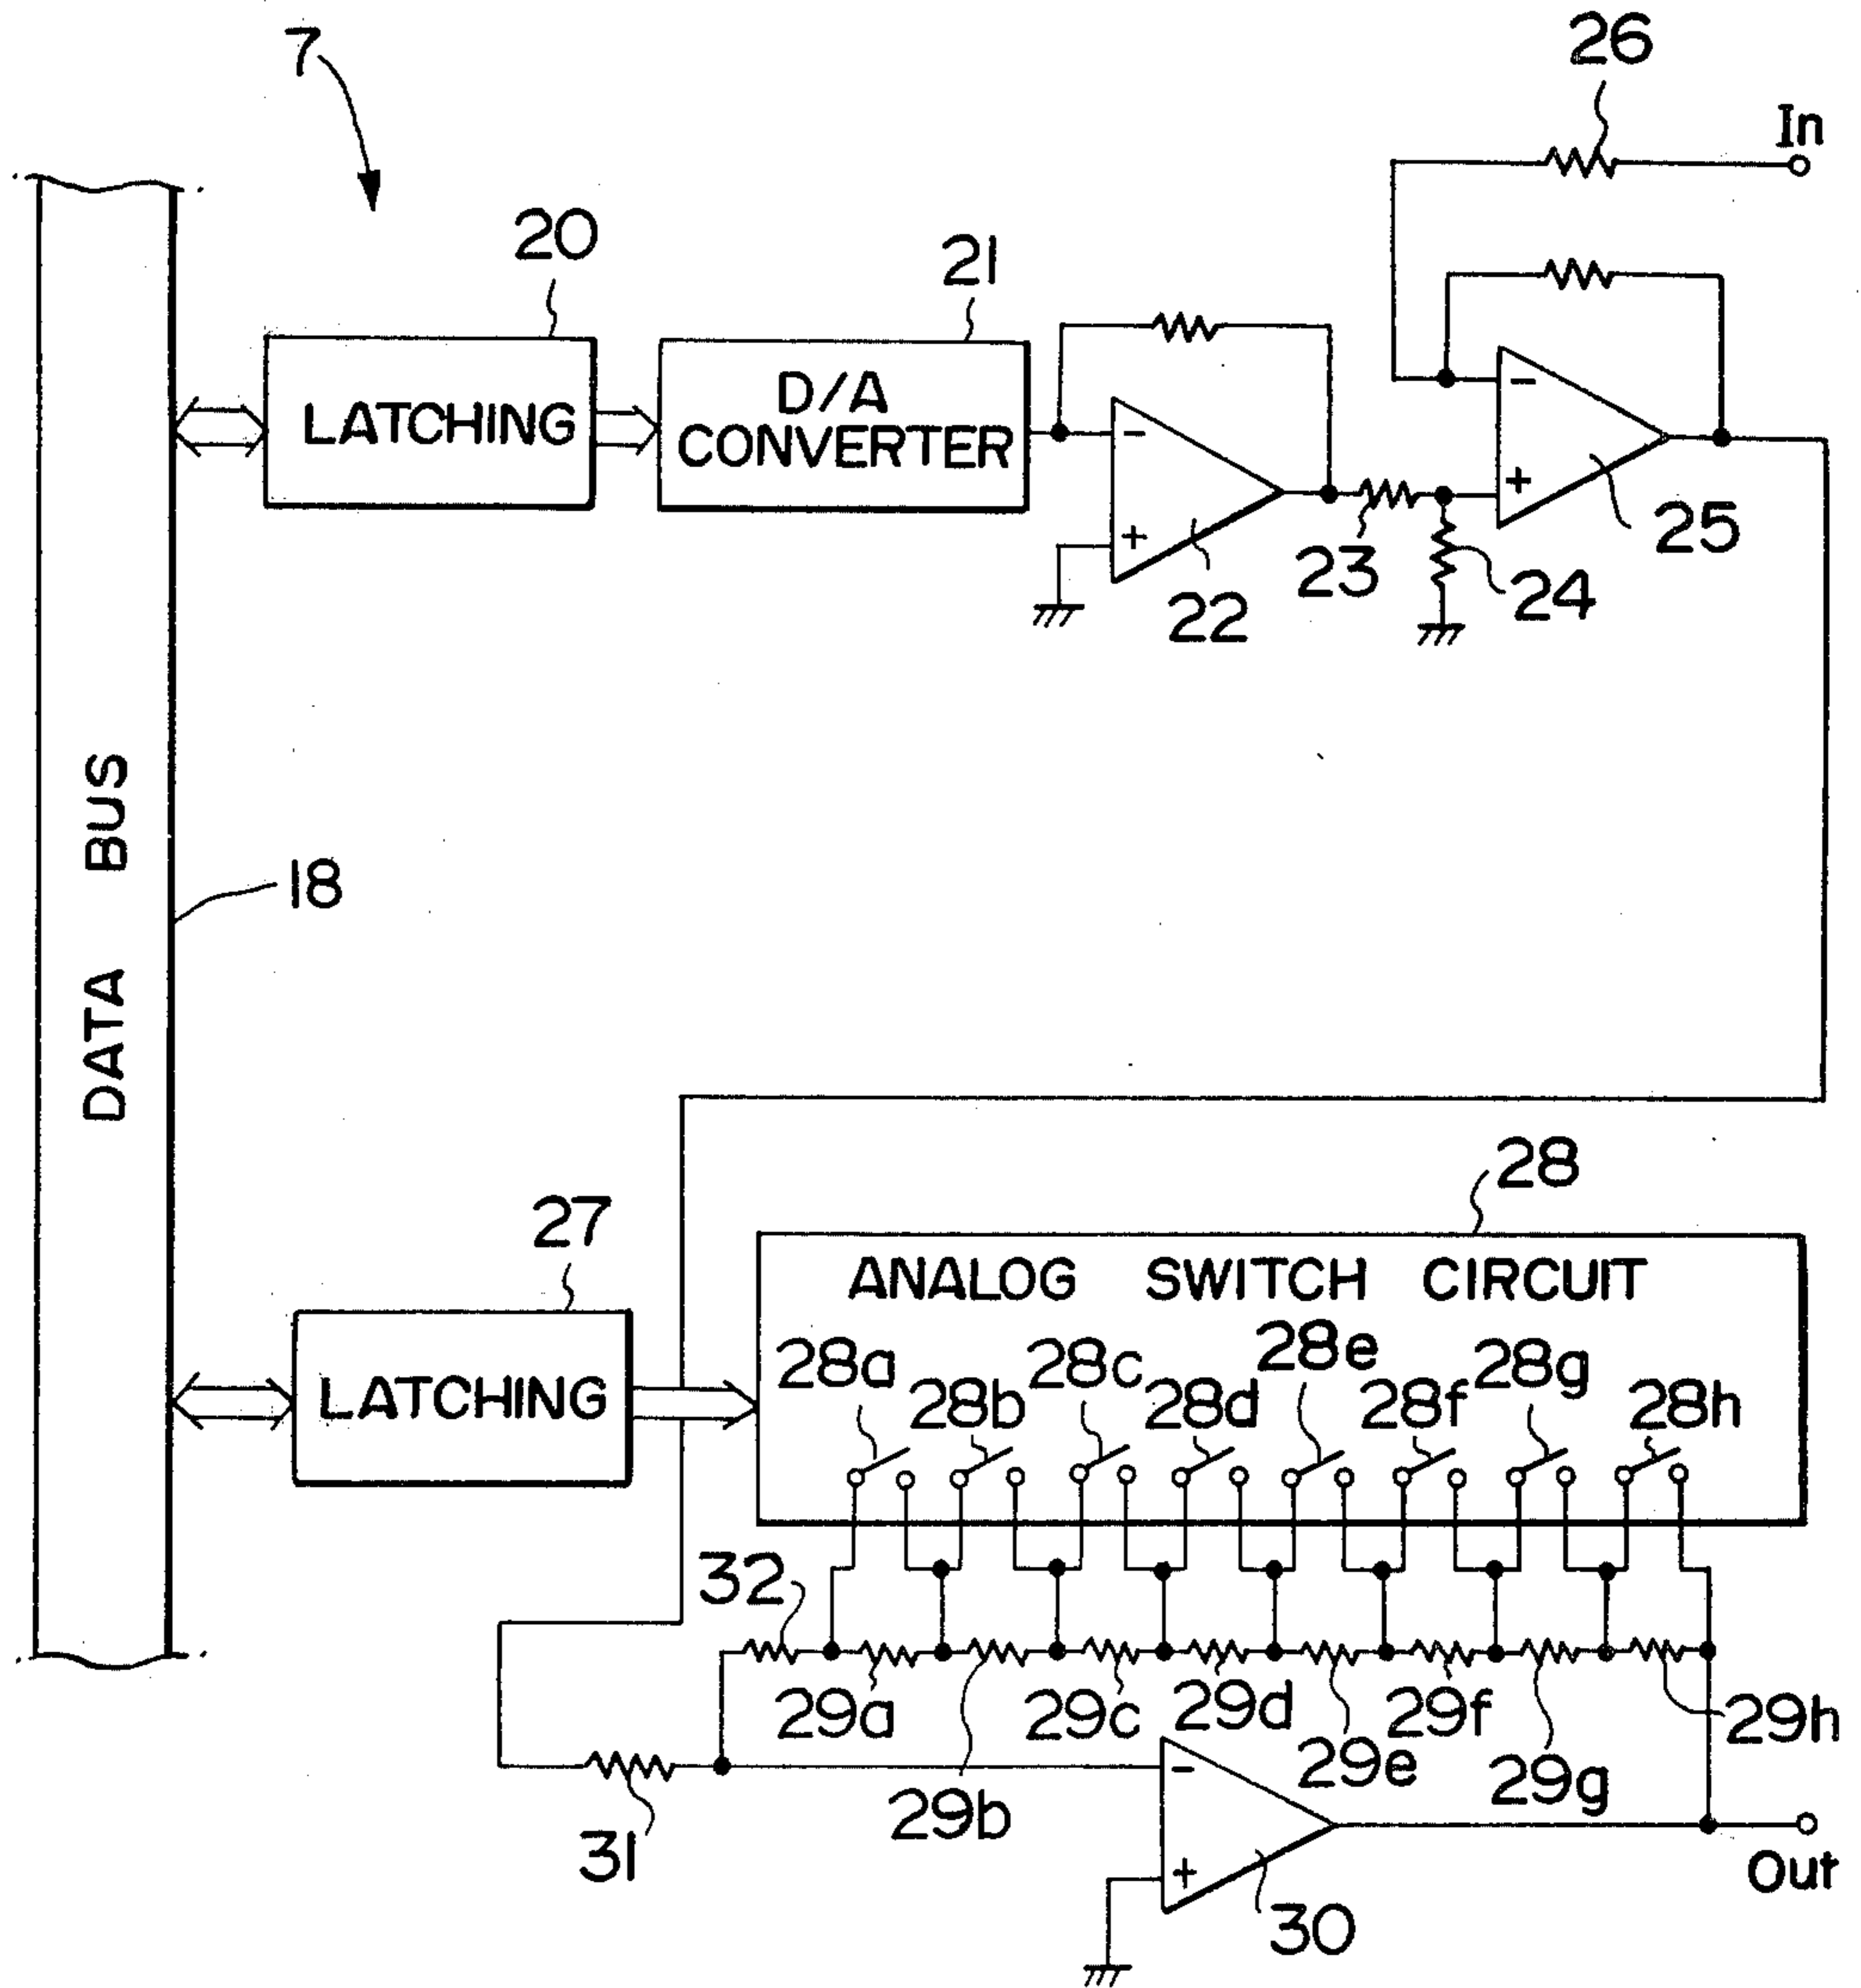 7
26
In
20
21
LATCHING
D/A
CONVERTER
-
+
22
23
24
-
+
25
DATA BUS
18
27
LATCHING
28
ANALOG SWITCH CIRCUIT
28a
28b
28c
28d
28e
28f
28g
28h
32
29a
29b
29c
29d
29e
29f
29g
29h
31
-
+
30
Out